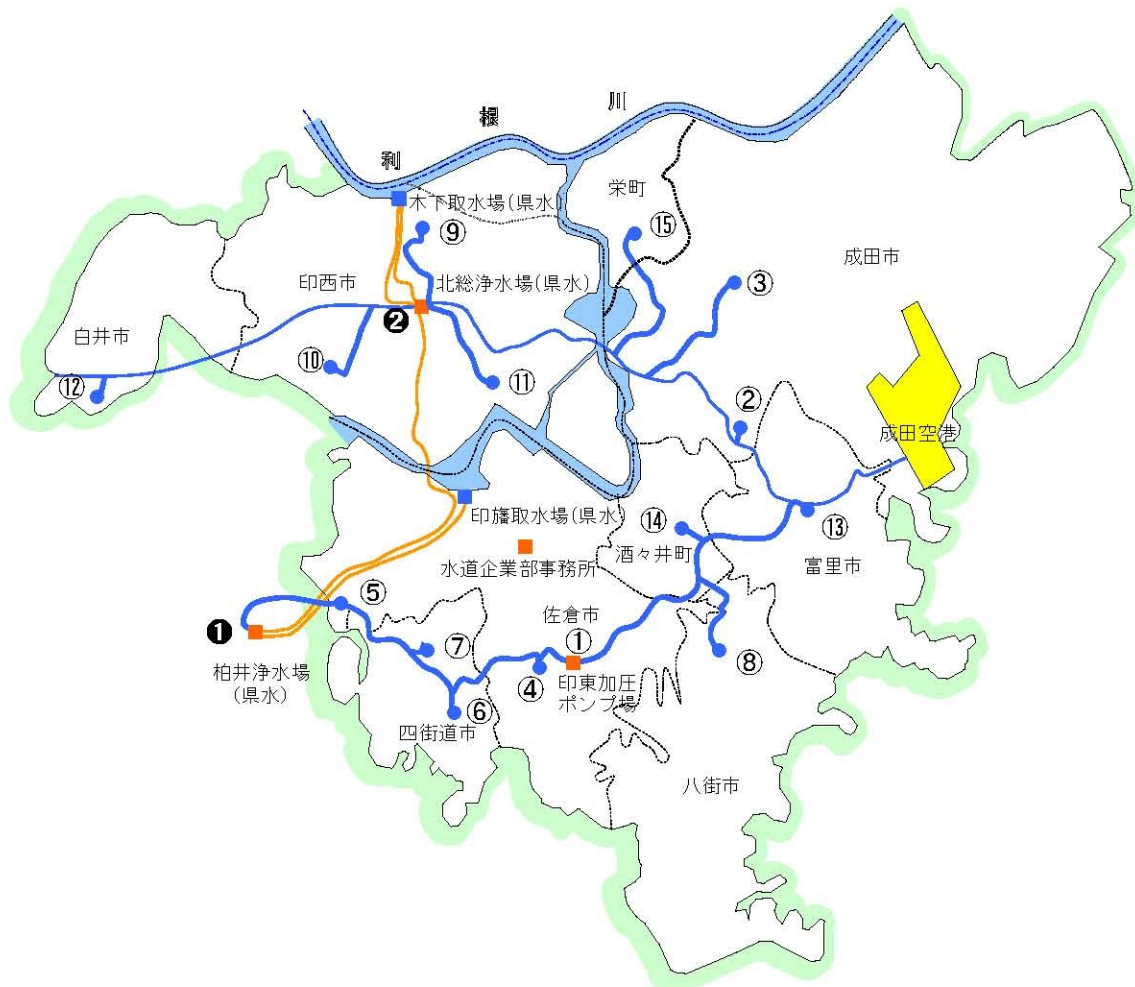 利 根 川
木下取水場(県水)
栄町
⑮
⑨
③
成田市
印西市
北総浄水場(県水)
❷
白井市
⑩
⑪
⑫
②
成田空港
印旛取水場(県水
⑭
⑬
酒々井町
富里市
水道企業部事務所
⑤
佐倉市
❶
①
⑦
⑧
柏井浄水場
(県水)
④
印東加圧
ポンプ場
⑥
四街道市
八街市